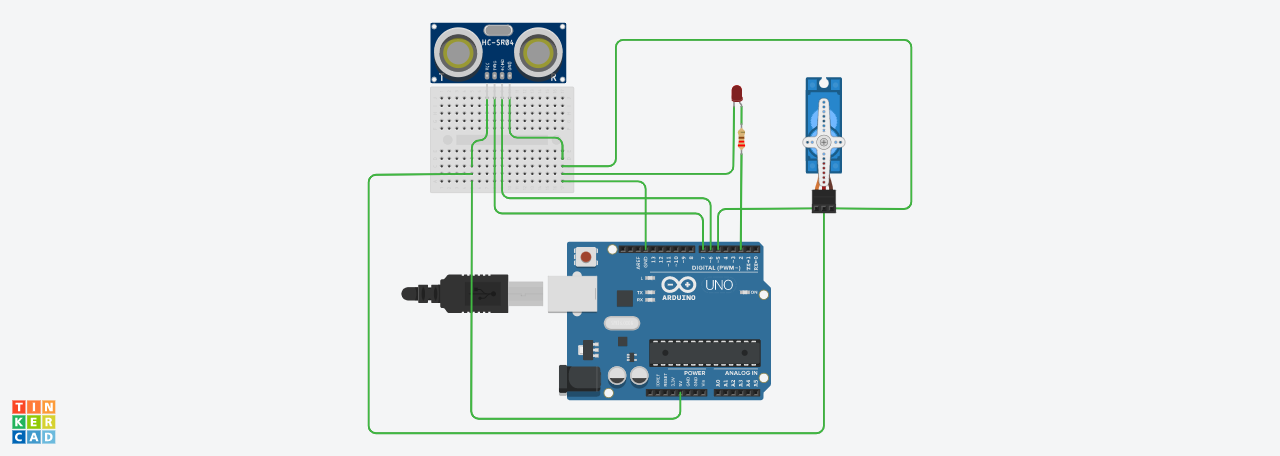 HC-SR04
VCC
TRIG
ECHO
GND
T
R
AREF
GND
13
12
~11
~10
~9
8
7
~6
~5
4
~3
2
TX→1
RX←0
DIGITAL (PWM~)
L
TX
RX
ARDUINO
UNO
ON
POWER
ANALOG IN
IOREF
RESET
3.3V
5V
GND
GND
Vin
A0
A1
A2
A3
A4
A5
TIN
KER
CAD